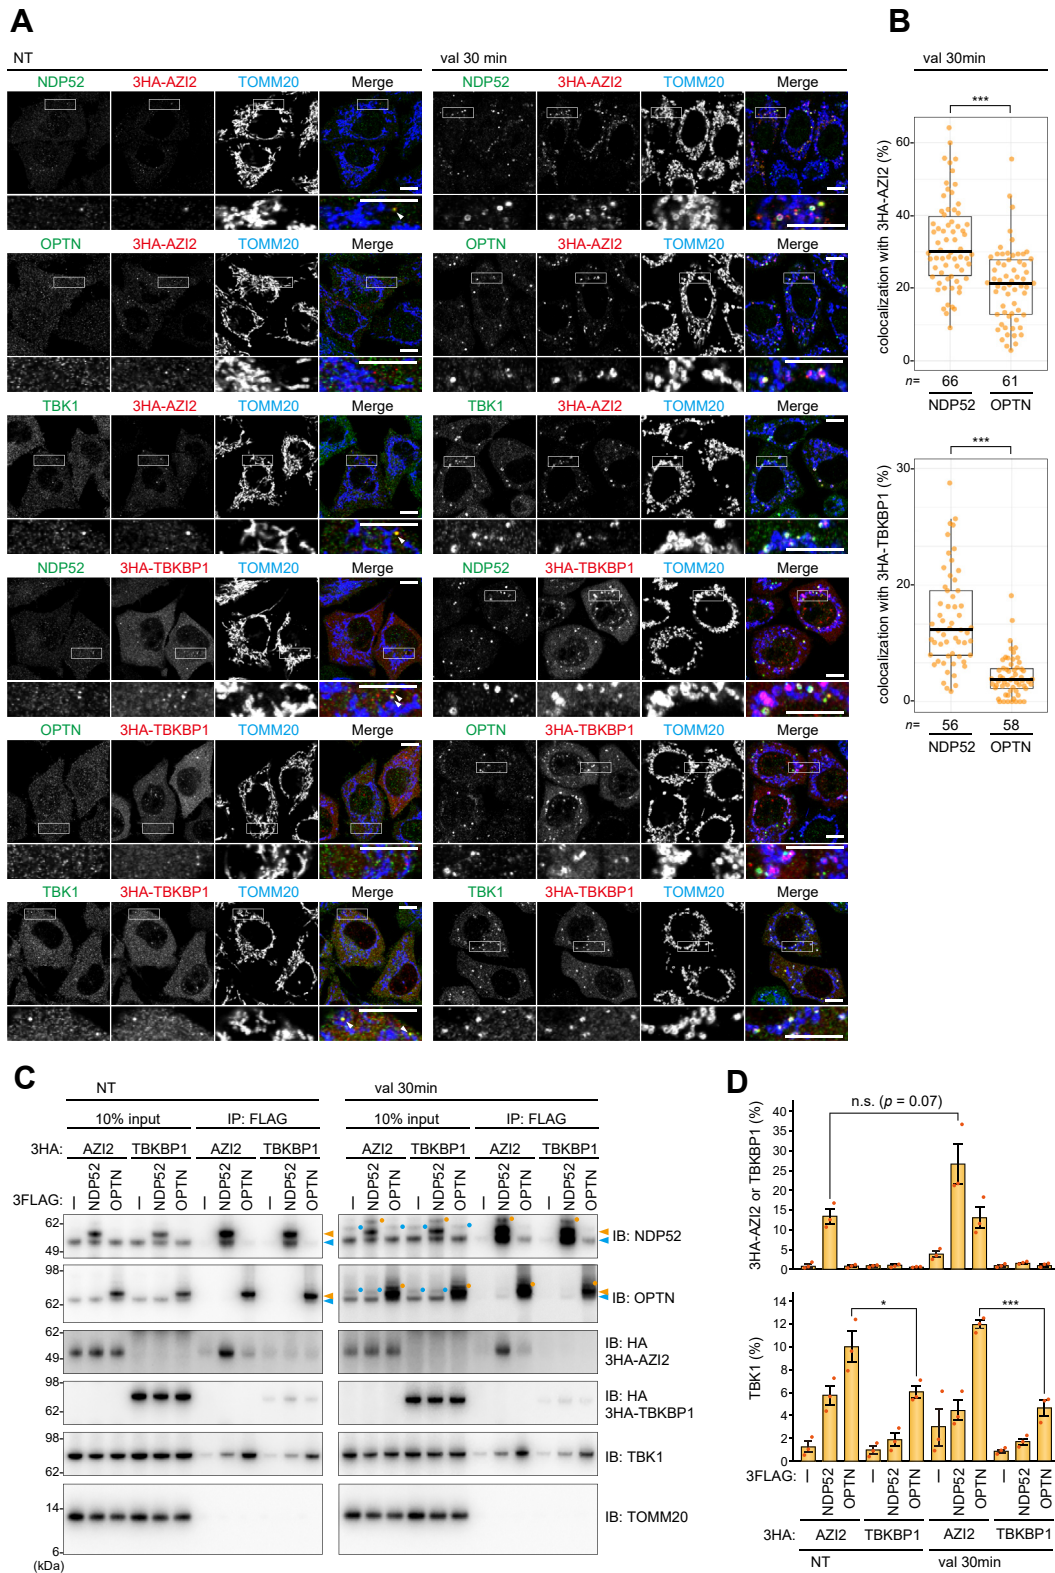 A
NT
val 30 min
NDP52 3HA-AZI2 TOMM20 Merge NDP52 3HA-AZI2 TOMM20 Merge
OPTN 3HA-AZI2 TOMM20 Merge OPTN 3HA-AZI2 TOMM20 Merge
TBK1 3HA-AZI2 TOMM20 Merge TBK1 3HA-AZI2 TOMM20 Merge
NDP52 3HA-TBKBP1 TOMM20 Merge NDP52 3HA-TBKBP1 TOMM20 Merge
OPTN 3HA-TBKBP1 TOMM20 Merge OPTN 3HA-TBKBP1 TOMM20 Merge
TBK1 3HA-TBKBP1 TOMM20 Merge TBK1 3HA-TBKBP1 TOMM20 Merge
B
val 30min
***
colocalization with 3HA-AZI2 (%)
60
40
20
0
n= 66 61
NDP52 OPTN
***
colocalization with 3HA-TBKBP1 (%)
30
20
10
0
n= 56 58
NDP52 OPTN
C
NT val 30min
10% input IP: FLAG 10% input IP: FLAG
3HA: AZI2 TBKBP1 AZI2 TBKBP1 AZI2 TBKBP1 AZI2 TBKBP1
3FLAG: – NDP52 OPTN – NDP52 OPTN – NDP52 OPTN – NDP52 OPTN – NDP52 OPTN – NDP52 OPTN – NDP52 OPTN – NDP52 OPTN
62-
49-
IB: NDP52
98-
62-
IB: OPTN
62-
49-
IB: HA
3HA-AZI2
98-
62-
IB: HA
3HA-TBKBP1
98-
62-
IB: TBK1
14-
6-
IB: TOMM20
(kDa)
D
n.s. (p = 0.07)
3HA-AZI2 or TBKBP1 (%)
40
35
30
25
20
15
10
5
0
* ***
TBK1 (%)
14
12
10
8
6
4
2
0
3FLAG: – NDP52 OPTN – NDP52 OPTN – NDP52 OPTN – NDP52 OPTN
3HA: AZI2 TBKBP1 AZI2 TBKBP1
NT val 30min